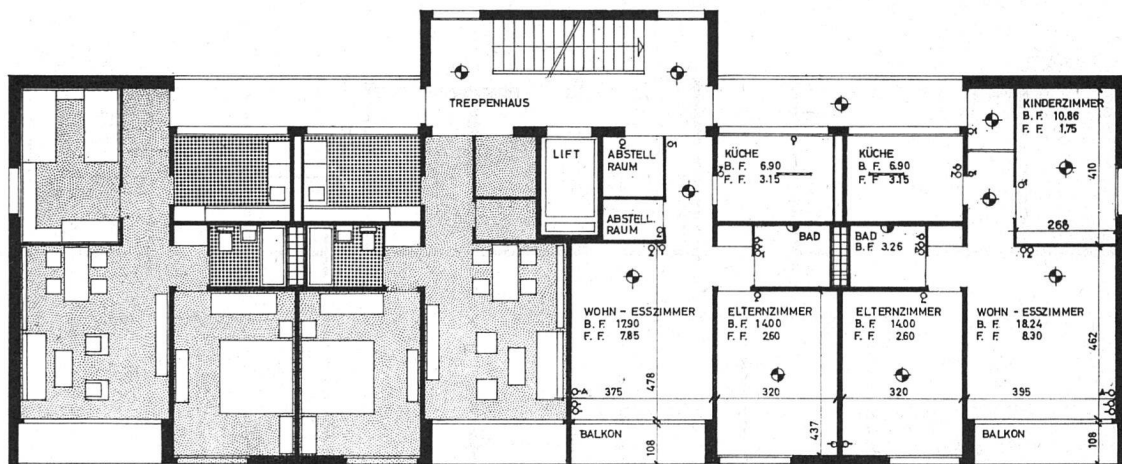 TREPPENHAUS
LIFT
ABSTELL
RAUM
ABSTELL.
RAUM
KÜCHE
B. F. 6.90
F. F. 3.15
KÜCHE
B. F. 6.90
F. F. 3.15
KINDERZIMMER
B. F. 10.86
F. F. 1.75
410
268
BAD
BAD
B. F. 3.26
WOHN - ESSZIMMER
B. F. 17.90
F. F. 7.85
375
478
ELTERNZIMMER
B. F. 14.00
F. F. 2.60
320
437
ELTERNZIMMER
B. F. 14.00
F. F. 2.60
320
WOHN - ESSZIMMER
B. F. 18.24
F. F. 8.30
395
462
BALKON
108
BALKON
108